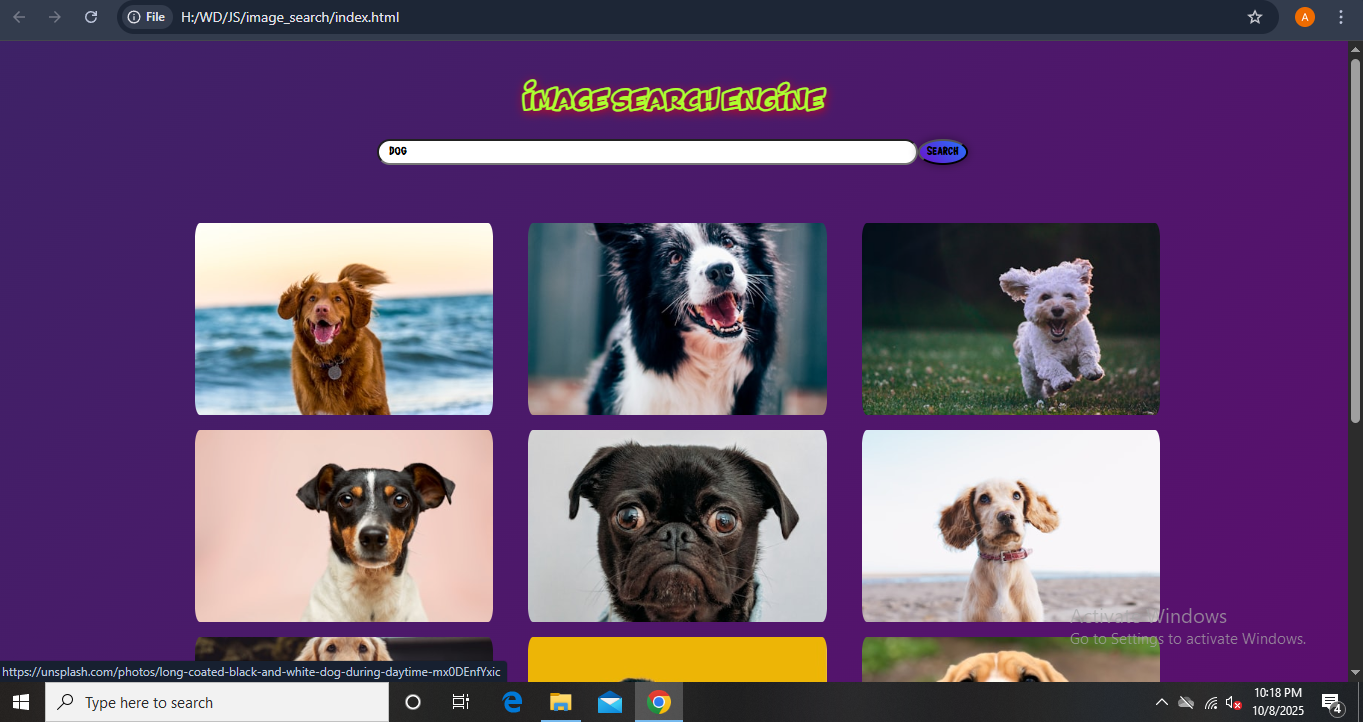 File H:/WD/JS/image_search/index.html
A
IMAGE SEARCH ENGINE
DOG
SEARCH
Activate Windows
Go to Settings to activate Windows.
https://unsplash.com/photos/long-coated-black-and-white-dog-during-daytime-mx0DEnfYxic
Type here to search
10:18 PM
10/8/2025
4